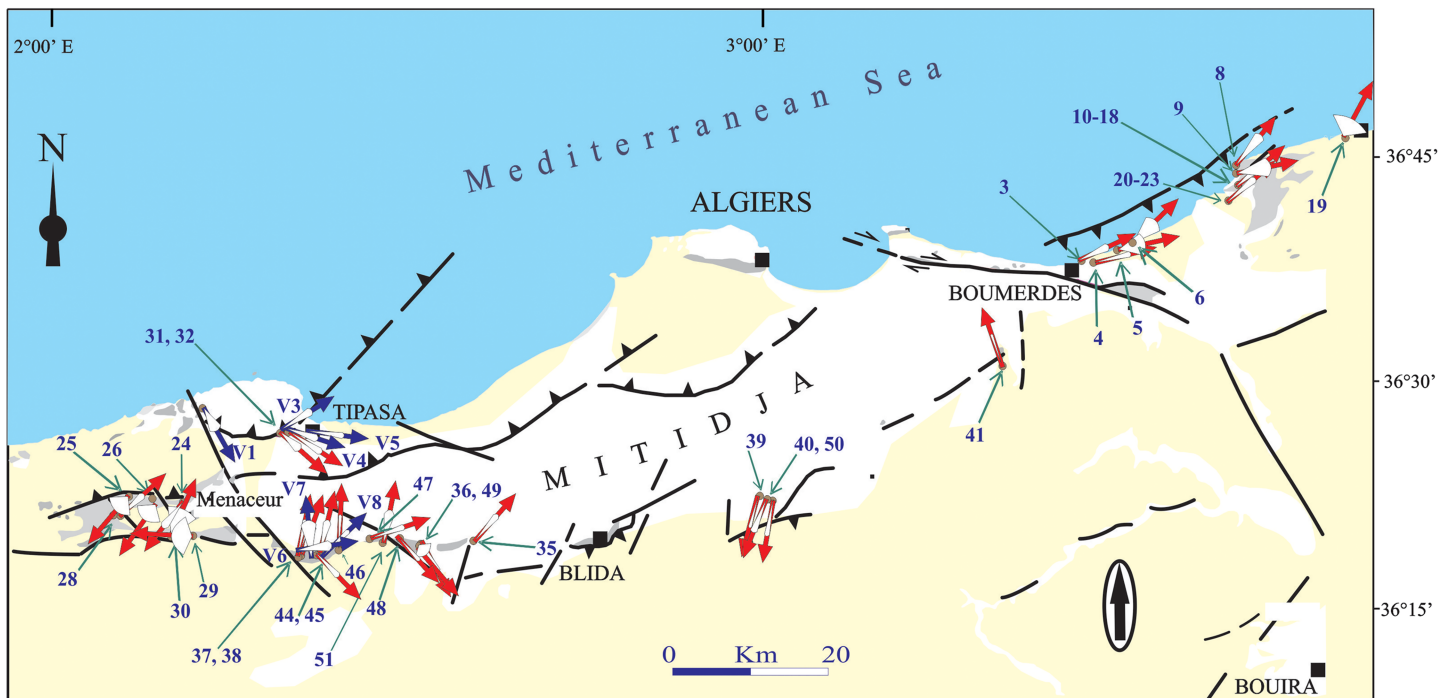 2°00' E
3°00' E
N
Mediterranean Sea
ALGIERS
8
9
10-18
20-23
3
36°45'
19
BOUMERDES
6
5
4
31, 32
V3
TIPASA
V5
V4
V1
36°30'
MITIDJA
41
25
26
24
Menaceur
V7
V8
47
36, 49
39
40, 50
28
29
30
V6
46
35
BLIDA
44, 45
48
37, 38
51
36°15'
0 Km 20
BOUIRA